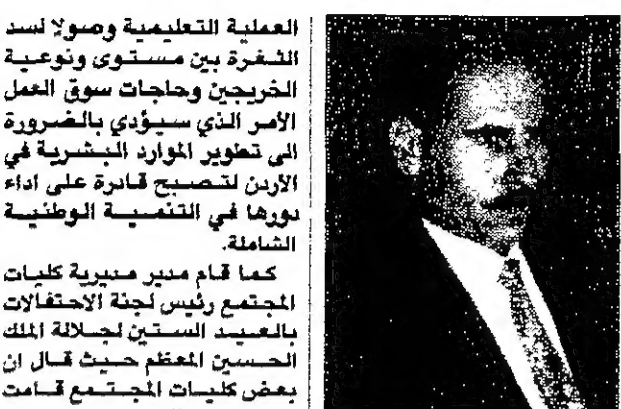 العملية التعليمية وصولا لسد
الثغرة بين مستوى ونوعية
الخريجين وحاجات سوق العمل
الأمر الذي سيؤدي بالضرورة
الى تطوير الموارد البشرية في
الأردن لتصبح قادرة على اداء
دورها في التنمية الوطنية
الشاملة.
كما قام مدير مديرية كليات
المجتمع رئيس لجنة الاحتفالات
بالعيد الستين لجلالة الملك
الحسين المعظم حيث قال ان
بعض كليات المجتمع قامت